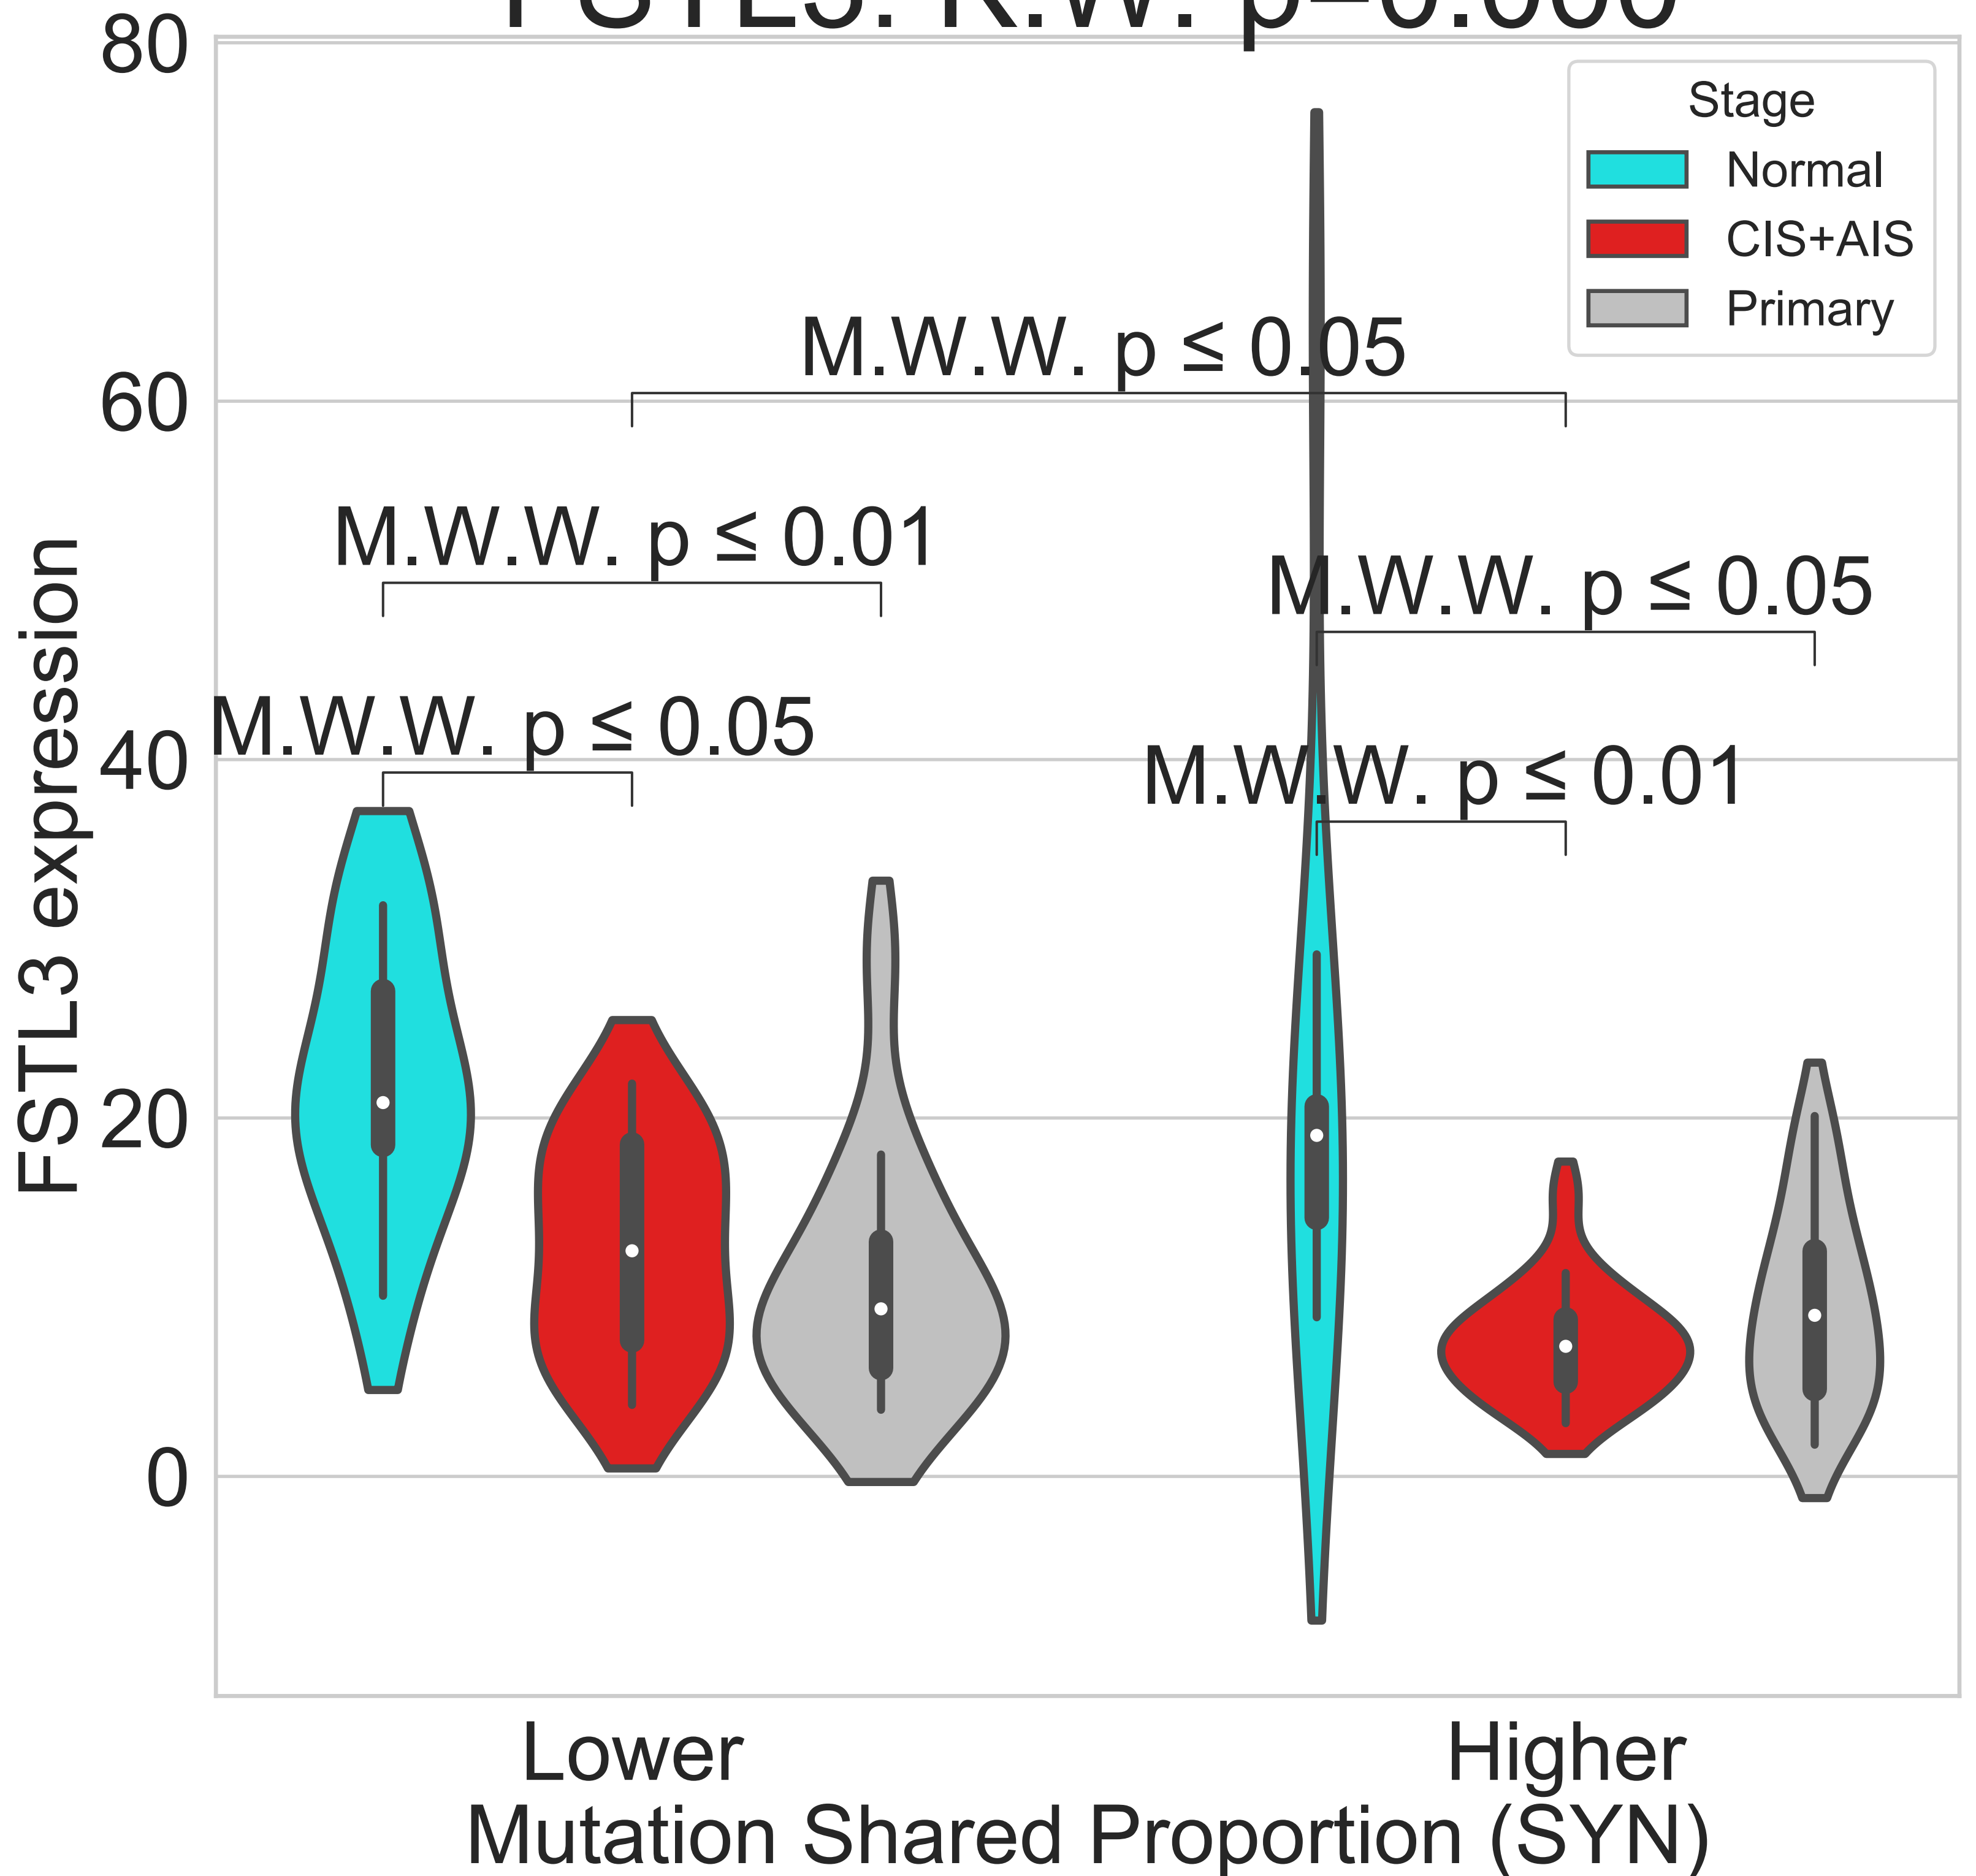 FSTL3: K.W.
80
60
40
20
0
FSTL3 expression
Stage
Normal
CIS+AIS
Primary
M.W.W. p ≤ 0.05
M.W.W. p ≤ 0.01
M.W.W. p ≤ 0.05
M.W.W. p ≤ 0.05
M.W.W. p ≤ 0.01
Lower
Higher
Mutation Shared Proportion (SYN)